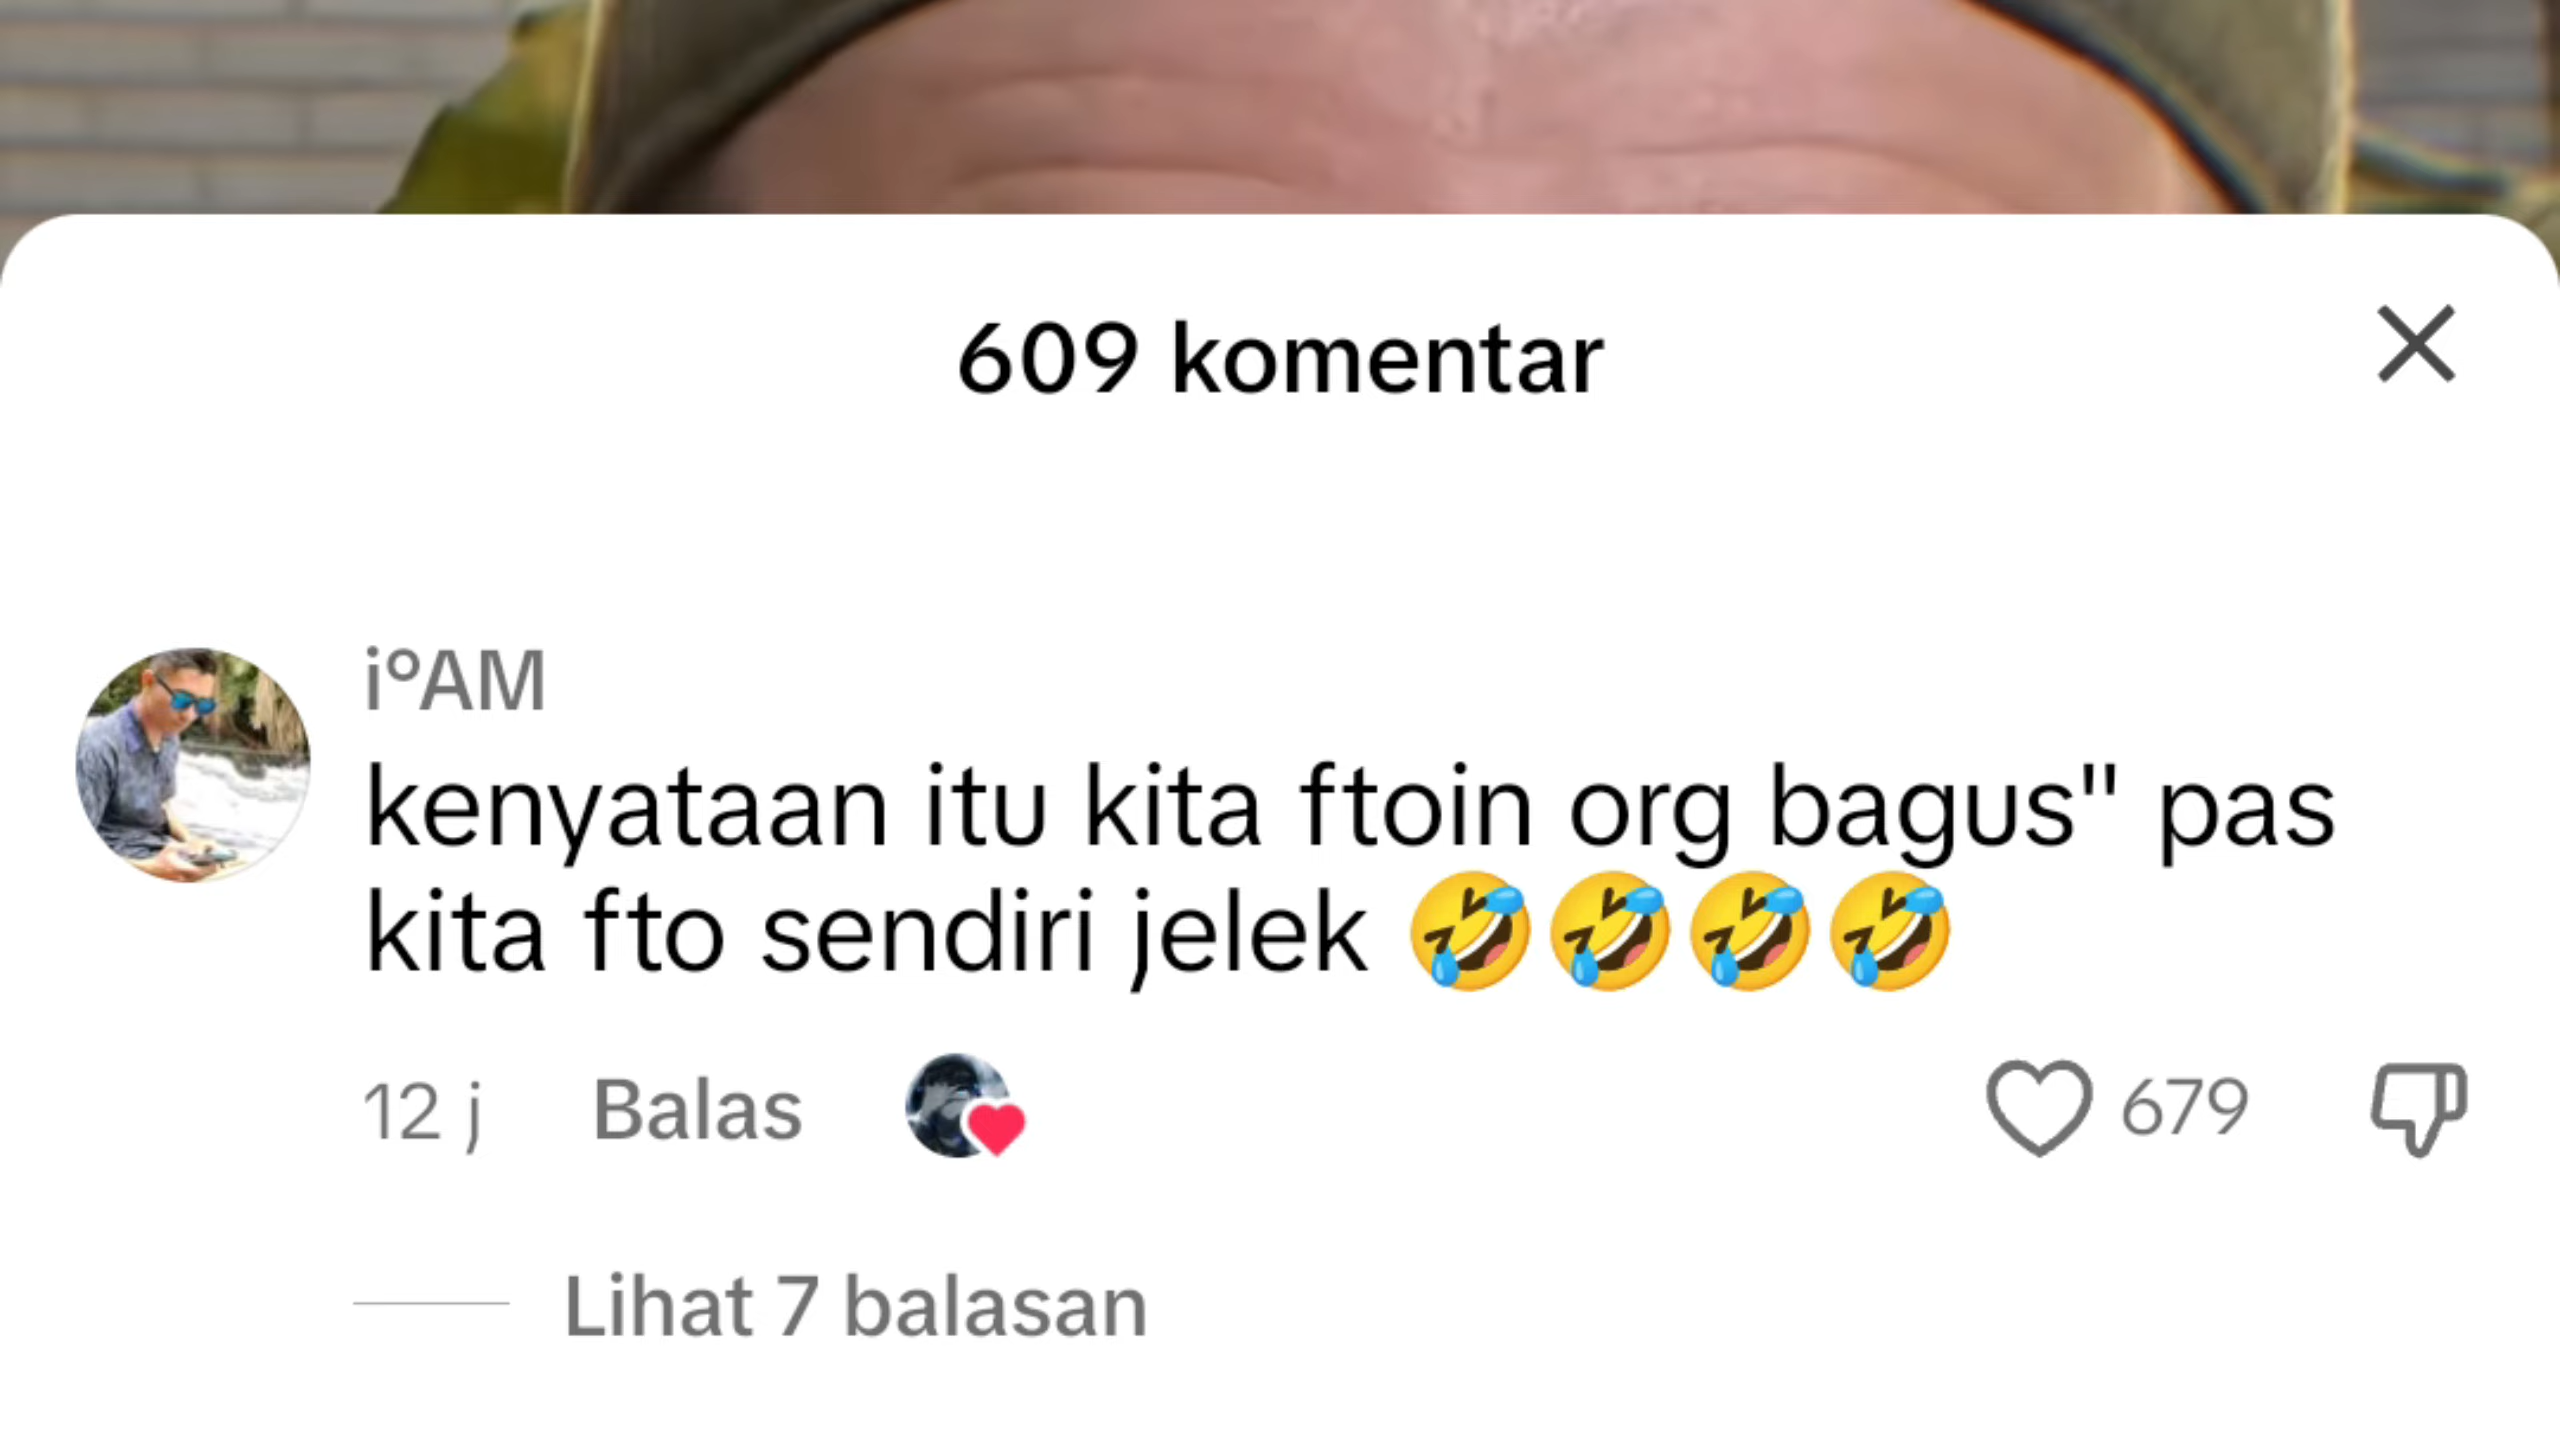 609 komentar
i°AM
kenyataan itu kita ftoin org bagus" pas
kita fto sendiri jelek 🤣🤣🤣🤣
12 j Balas 679
Lihat 7 balasan